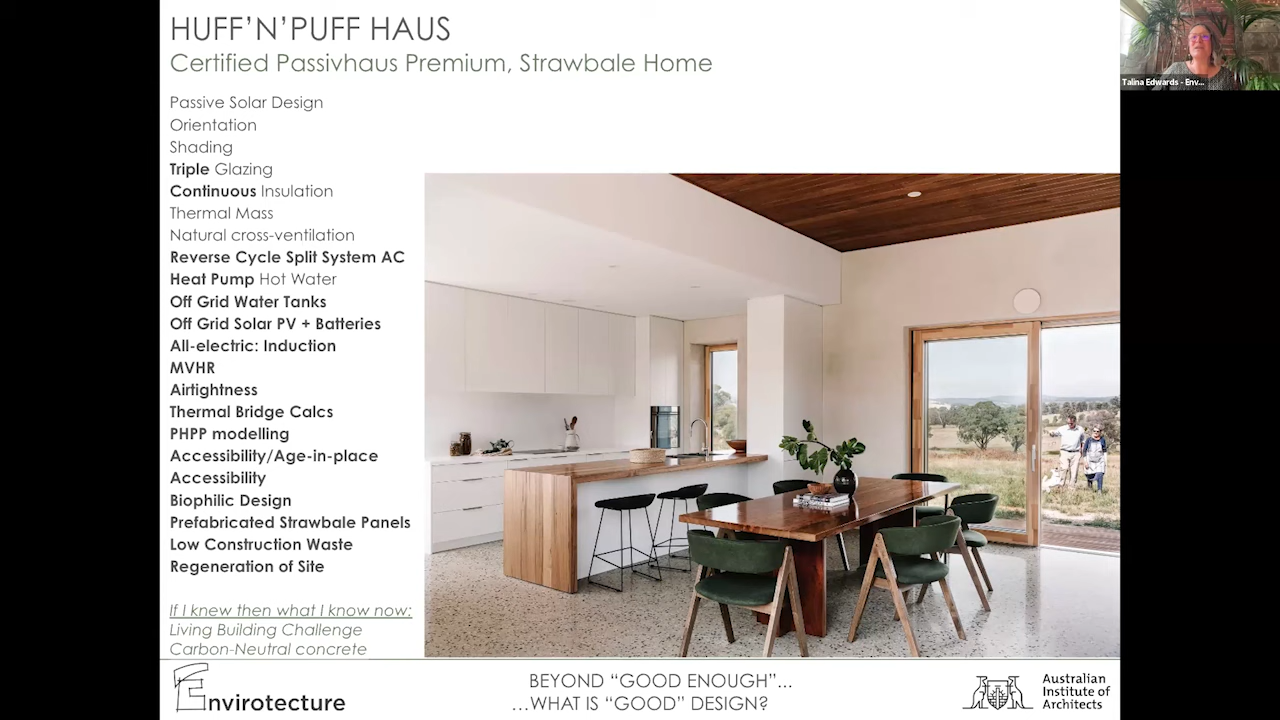 HUFF’N’PUFF HAUS
Certified Passivhaus Premium, Strawbale Home
Passive Solar Design
Orientation
Shading
Triple Glazing
Continuous Insulation
Thermal Mass
Natural cross-ventilation
Reverse Cycle Split System AC
Heat Pump Hot Water
Off Grid Water Tanks
Off Grid Solar PV + Batteries
All-electric: Induction
MVHR
Airtightness
Thermal Bridge Calcs
PHPP modelling
Accessibility/Age-in-place
Accessibility
Biophilic Design
Prefabricated Strawbale Panels
Low Construction Waste
Regeneration of Site
If I knew then what I know now:
Living Building Challenge
Carbon-Neutral concrete
Talina Edwards - Env...
Envirotecture
BEYOND “GOOD ENOUGH”...
...WHAT IS “GOOD” DESIGN?
Australian
Institute of
Architects